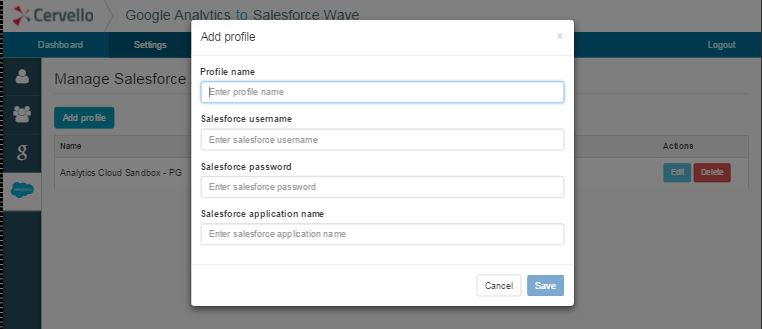 Cervello
Google Analytics to Salesforce Wave
Dashboard
Settings
Logout
Manage Salesforce
Add profile
Name
Actions
Analytics Cloud Sandbox - PG
Edit
Delete
g
salesforce
Add profile
×
Profile name
Enter profile name
Salesforce username
Enter salesforce username
Salesforce password
Enter salesforce password
Salesforce application name
Enter salesforce application name
Cancel
Save